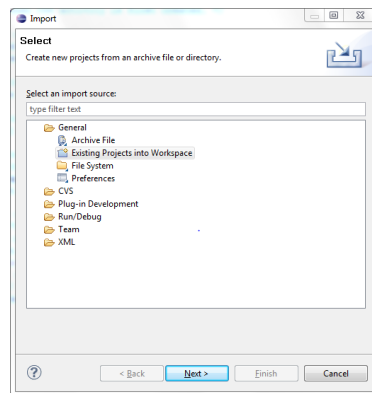 Import
Select
Create new projects from an archive file or directory.
Select an import source:
type filter text
General
Archive File
Existing Projects into Workspace
File System
Preferences
CVS
Plug-in Development
Run/Debug
Team
XML
? < Back Next > Finish Cancel